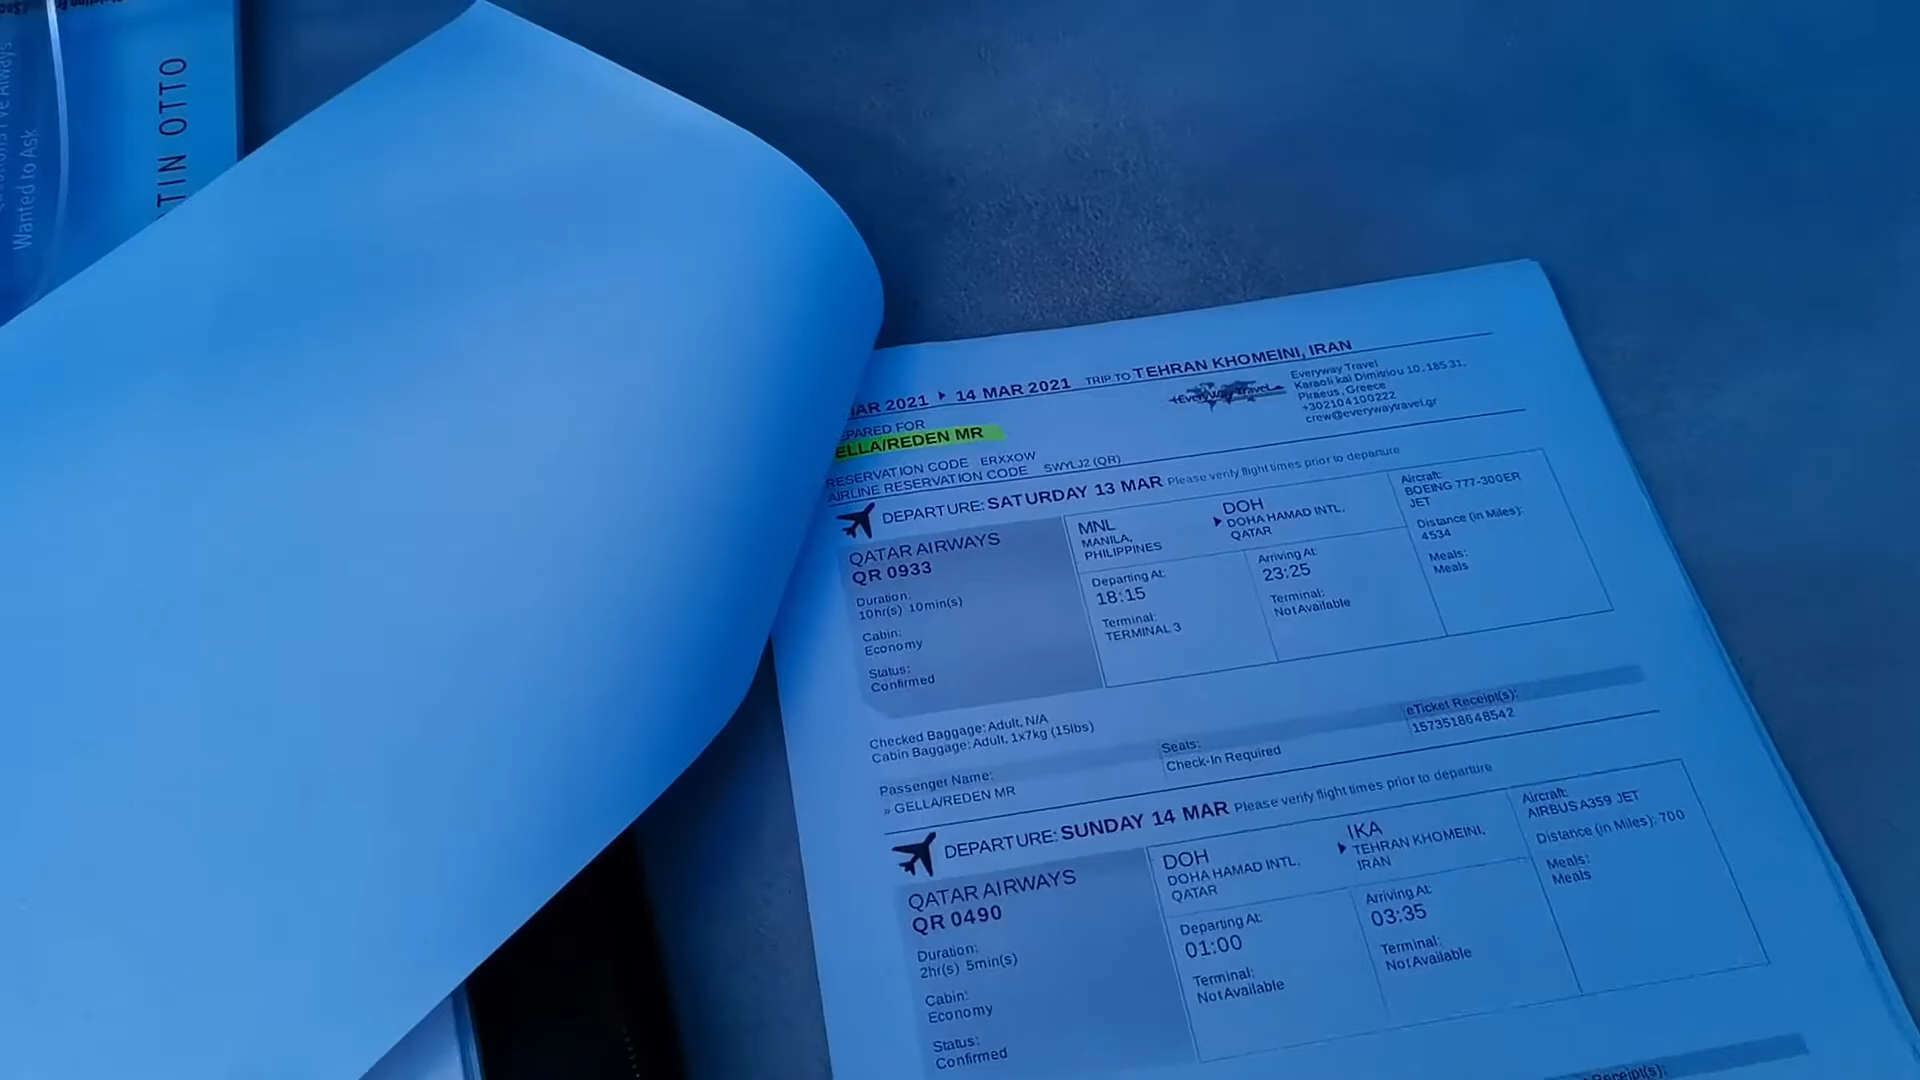 Wanted to Ask
TIN OTTO
MAR 2021 ▸ 14 MAR 2021 TRIP TO TEHRAN KHOMEINI, IRAN
EveryWay Travel
Everyway Travel
Karaoli kai Dimitriou 10, 185 31,
Piraeus, Greece
+302104100222
crew@everywaytravel.gr
EPARED FOR
ELLA/REDEN MR
RESERVATION CODE ERXXOW
AIRLINE RESERVATION CODE SWYLJ2 (QR)
DEPARTURE: SATURDAY 13 MAR Please verify flight times prior to departure
QATAR AIRWAYS
QR 0933
Duration:
10hr(s) 10min(s)
Cabin:
Economy
Status:
Confirmed
MNL
MANILA,
PHILIPPINES
DOH
DOHA HAMAD INTL,
QATAR
Departing At:
18:15
Terminal:
TERMINAL 3
Arriving At:
23:25
Terminal:
Not Available
Aircraft:
BOEING 777-300ER
JET
Distance (in Miles):
4534
Meals:
Meals
Checked Baggage: Adult, N/A
Cabin Baggage: Adult, 1x7kg (15lbs)
Passenger Name:
» GELLA/REDEN MR
Seats:
Check-In Required
eTicket Receipt(s):
1573518648542
DEPARTURE: SUNDAY 14 MAR Please verify flight times prior to departure
QATAR AIRWAYS
QR 0490
Duration:
2hr(s) 5min(s)
Cabin:
Economy
Status:
Confirmed
DOH
DOHA HAMAD INTL,
QATAR
IKA
TEHRAN KHOMEINI,
IRAN
Departing At:
01:00
Terminal:
Not Available
Arriving At:
03:35
Terminal:
Not Available
Aircraft:
AIRBUS A359 JET
Distance (in Miles): 700
Meals:
Meals
Receipt(s):